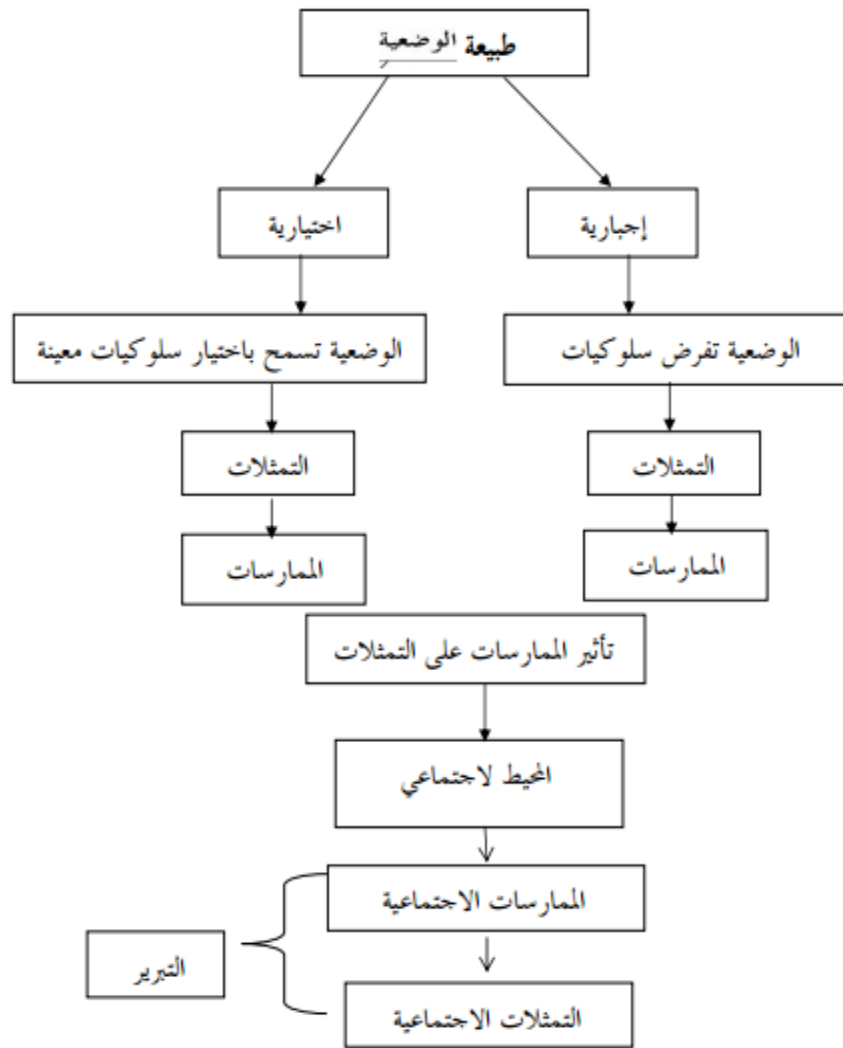 طبيعة الوضعية
إجبارية
اختيارية
الوضعية تفرض سلوكيات
الوضعية تسمح باختيار سلوكيات معينة
التمثلات
التمثلات
الممارسات
الممارسات
تأثير الممارسات على التمثلات
المحيط لاجتماعي
الممارسات الاجتماعية
التبرير
التمثلات الاجتماعية